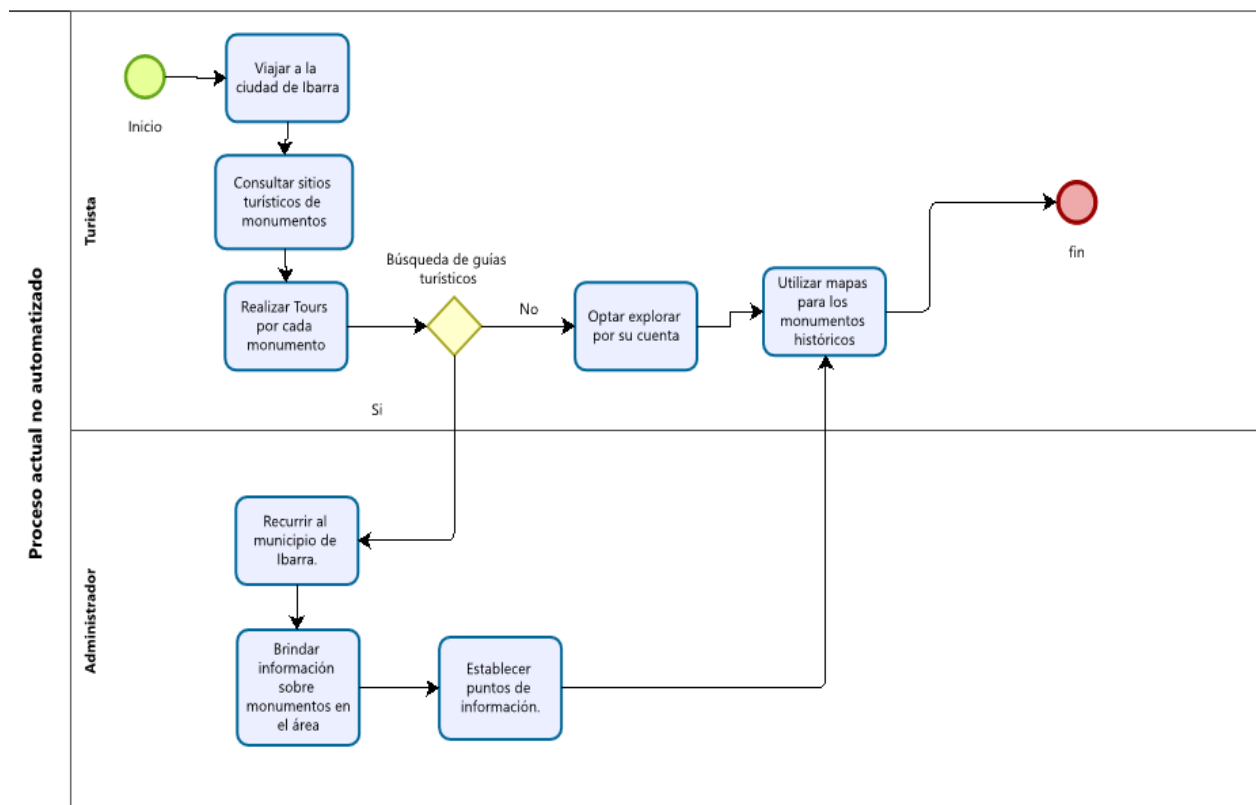 Proceso actual no automatizado
Turista
Inicio
Viajar a la
ciudad de Ibarra
Consultar sitios
turísticos de
monumentos
Realizar Tours
por cada
monumento
Búsqueda de guías
turísticos
No
Si
Optar explorar
por su cuenta
Utilizar mapas
para los
monumentos
históricos
fin
Administrador
Recurrir al
municipio de
Ibarra.
Brindar
información
sobre
monumentos en
el área
Establecer
puntos de
información.